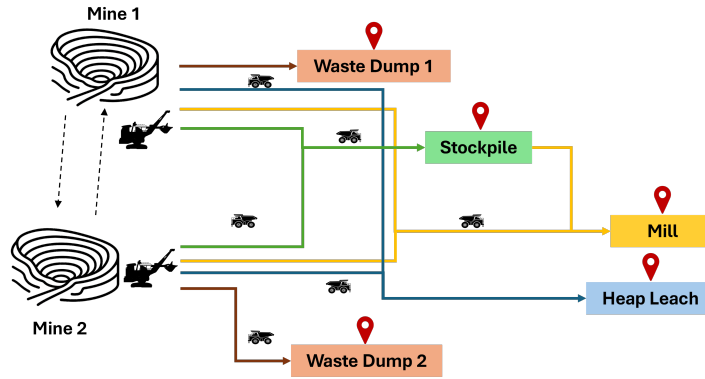 Mine 1
Waste Dump 1
Stockpile
Mill
Heap Leach
Mine 2
Waste Dump 2